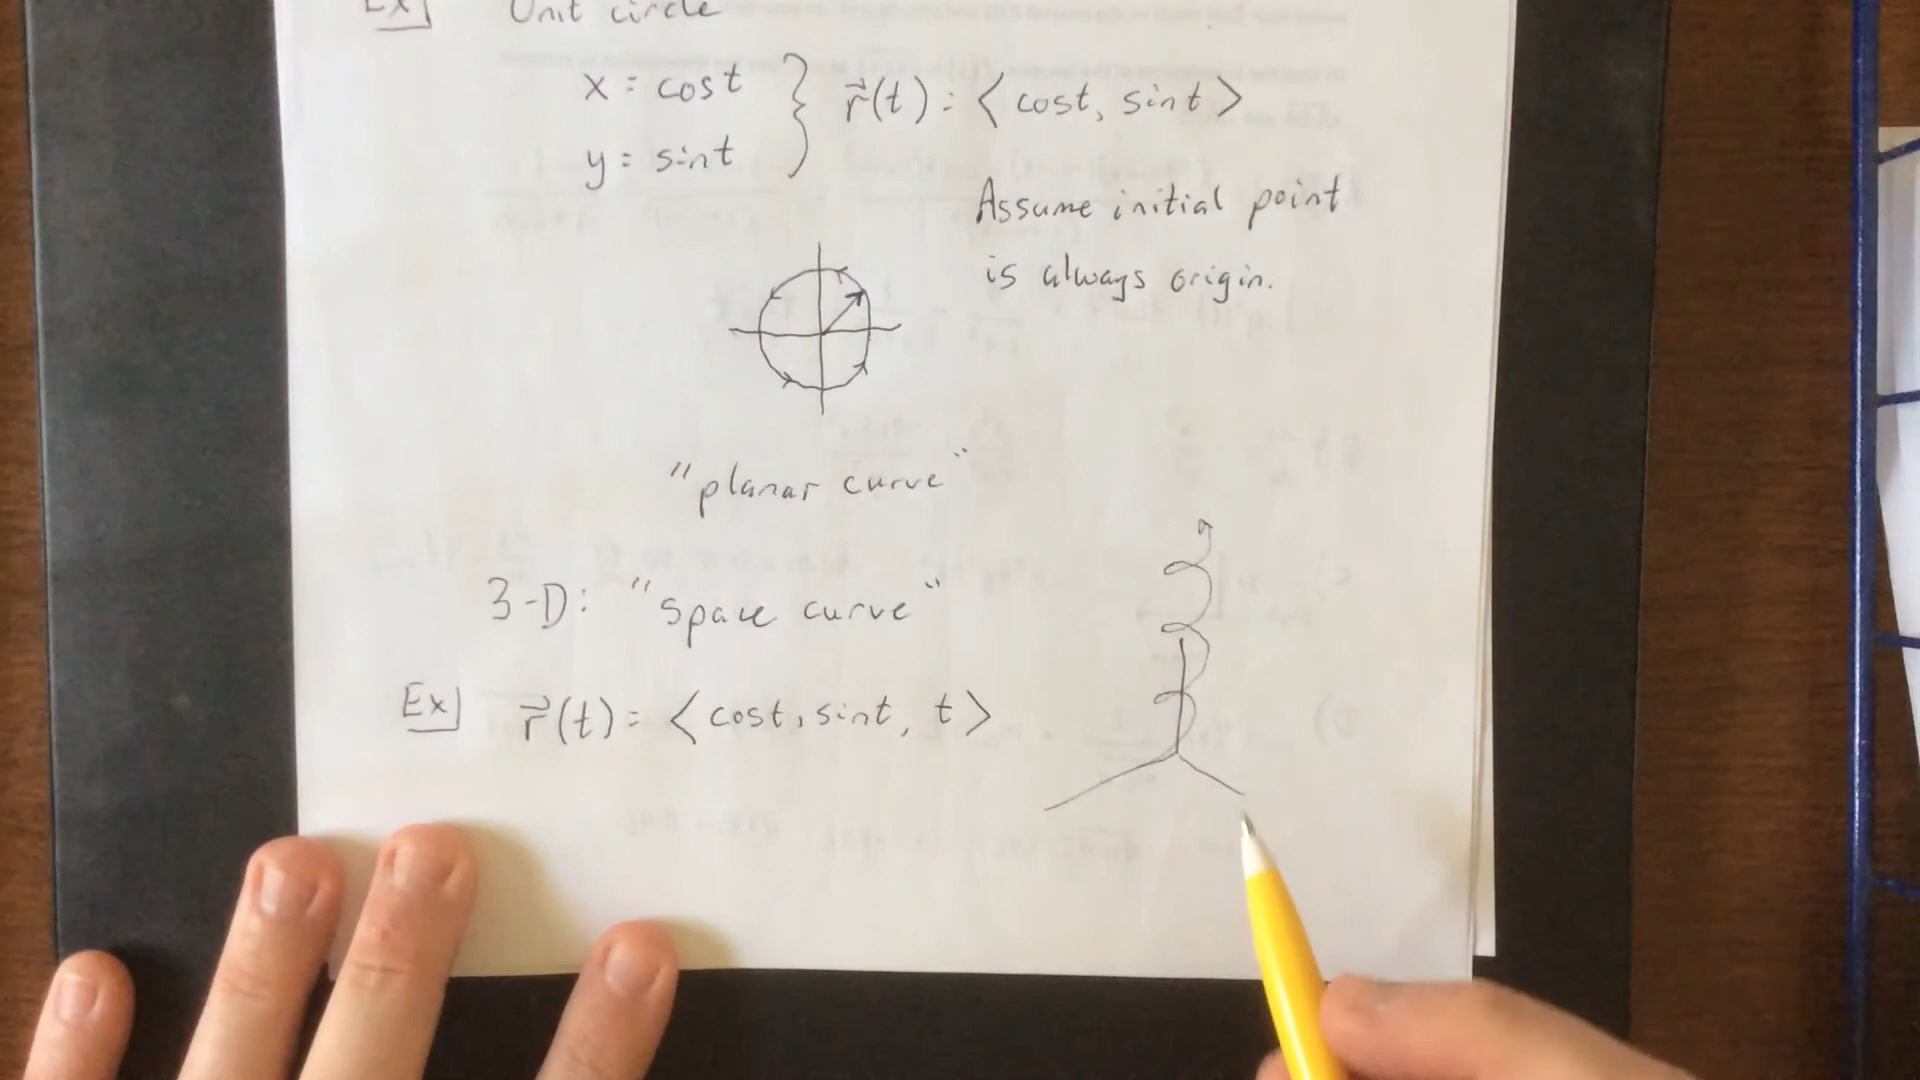 Ex] Unit circle
x = cost } r⃗(t) = ⟨cost, sint⟩
y = sint
Assume initial point
is always origin.
"planar curve"
3-D: "space curve"
Ex] r⃗(t) = ⟨cost, sint, t⟩